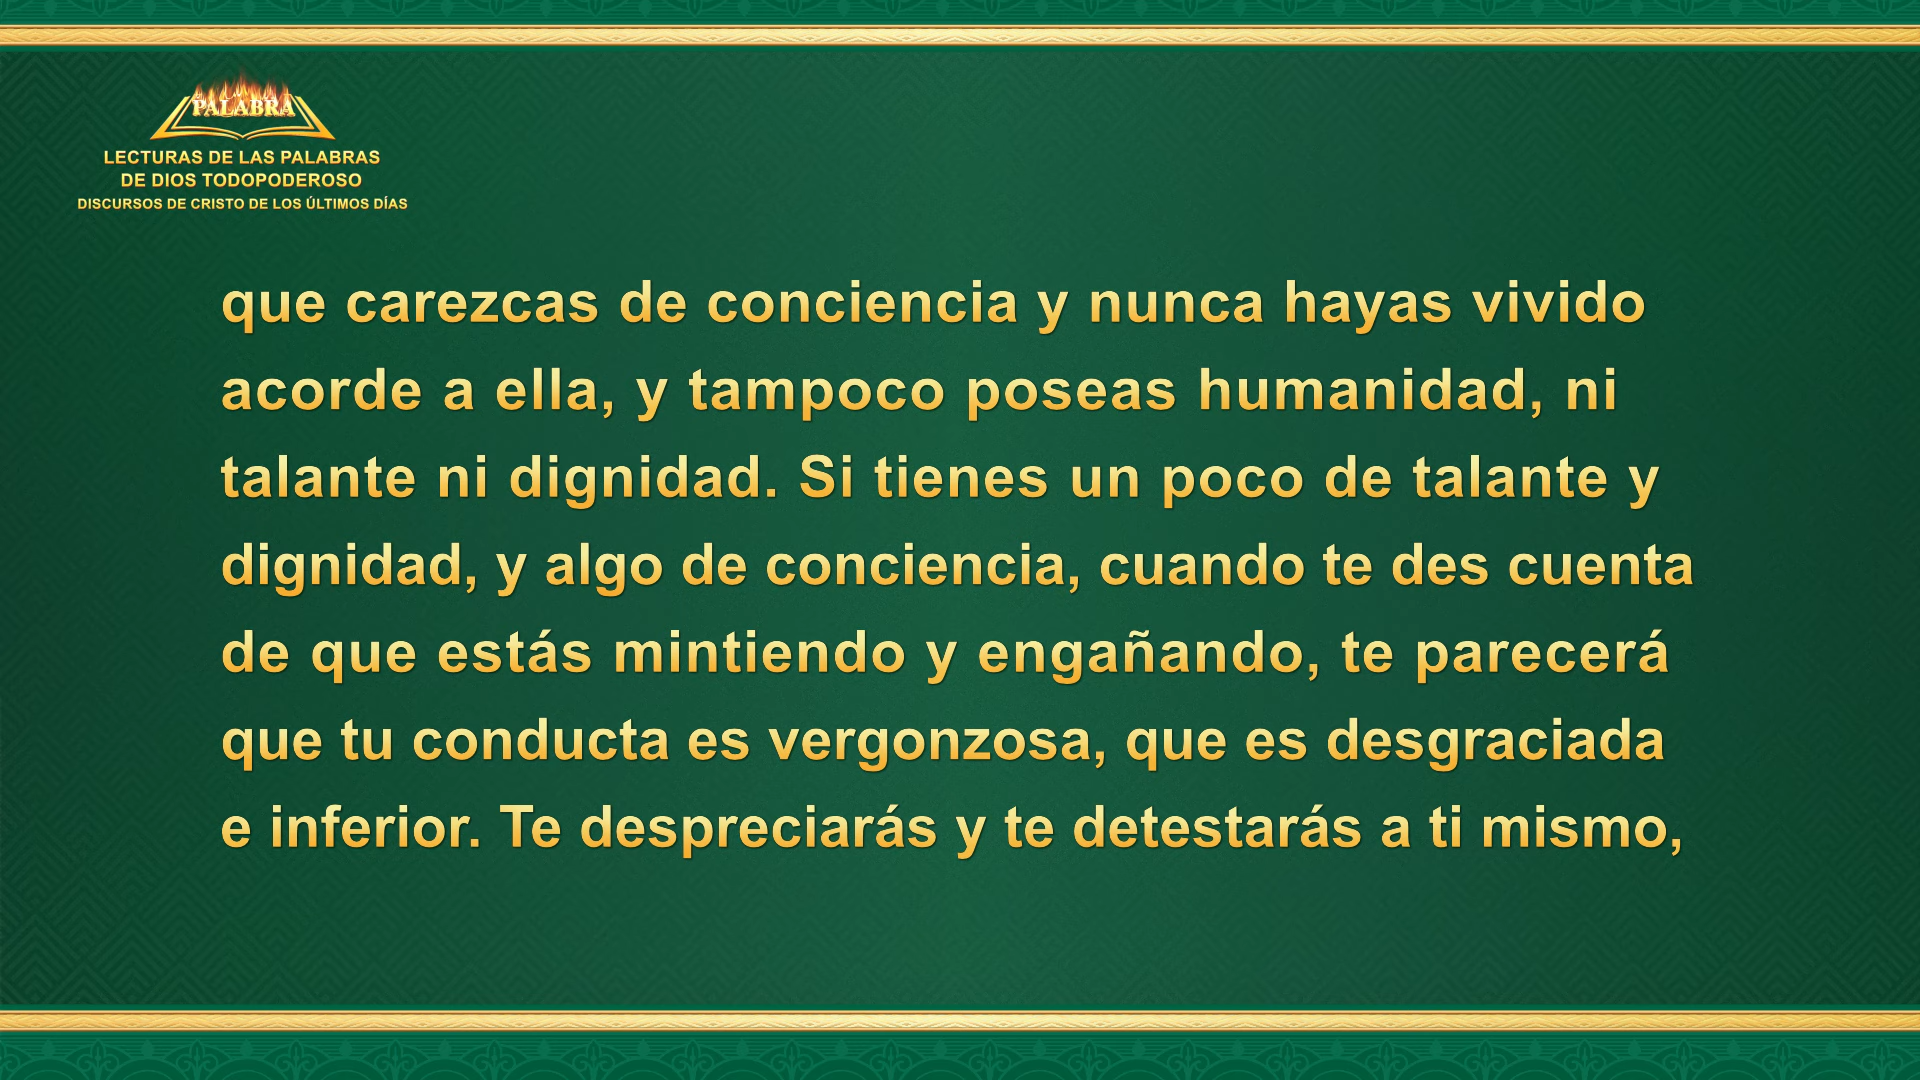 PALABRA
LECTURAS DE LAS PALABRAS
DE DIOS TODOPODEROSO
DISCURSOS DE CRISTO DE LOS ÚLTIMOS DÍAS
que carezcas de conciencia y nunca hayas vivido
acorde a ella, y tampoco poseas humanidad, ni
talante ni dignidad. Si tienes un poco de talante y
dignidad, y algo de conciencia, cuando te des cuenta
de que estás mintiendo y engañando, te parecerá
que tu conducta es vergonzosa, que es desgraciada
e inferior. Te despreciarás y te detestarás a ti mismo,